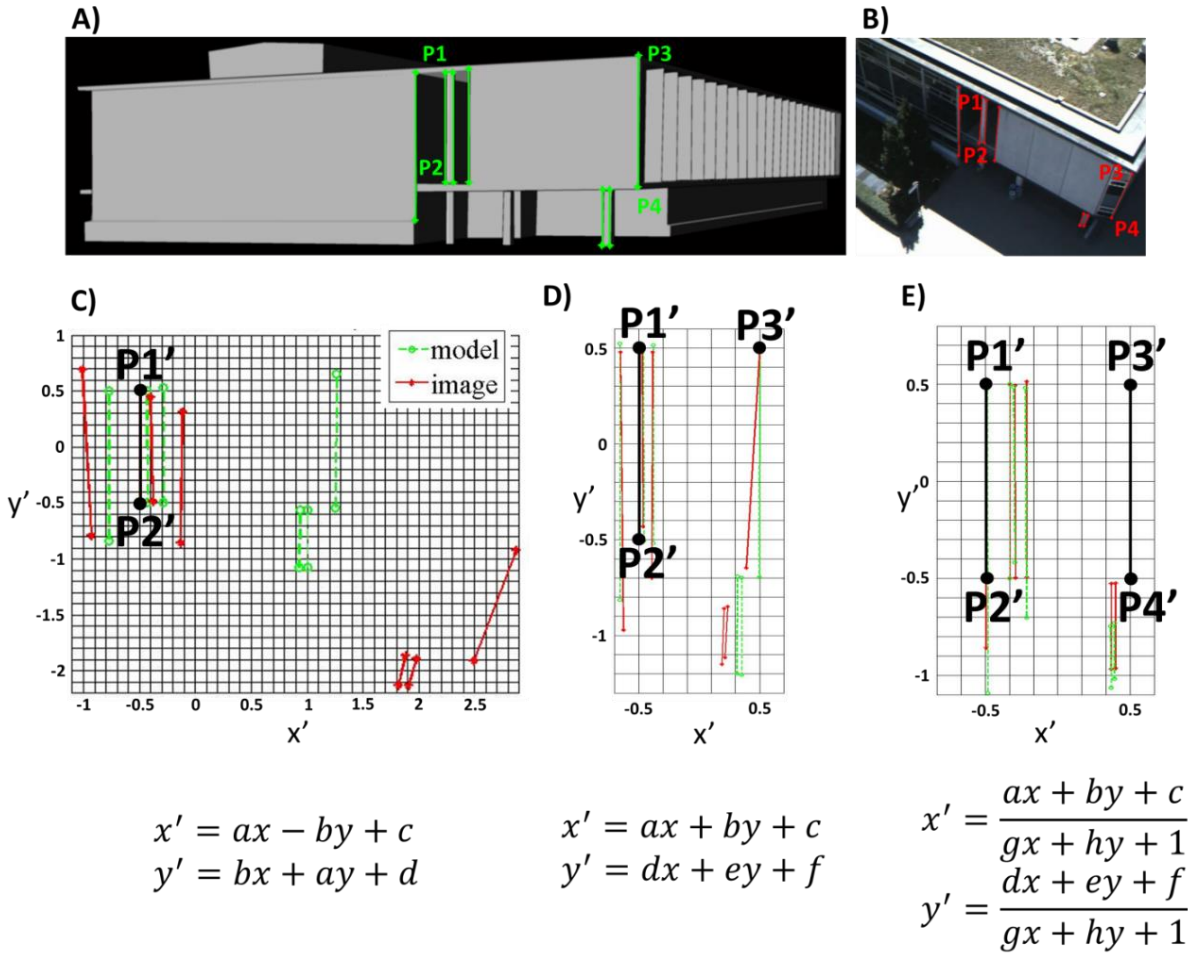 A)
B)
P1
P3
P2
P4
P1
P2
P3
P4
C)
D)
E)
1
0.5
0
-0.5
-1
-1.5
-2
y'
P1'
P2'
model
image
-1
-0.5
0
0.5
1
1.5
2
2.5
x'
P1'
P3'
0.5
0
y'
-0.5
P2'
-1
-0.5
0.5
x'
P1'
P3'
0.5
y'
0
-0.5
P2'
P4'
-1
-0.5
0.5
x'
x' = ax − by + c
y' = bx + ay + d
x' = ax + by + c
y' = dx + ey + f
x' = ax + by + c
gx + hy + 1
y' = dx + ey + f
gx + hy + 1